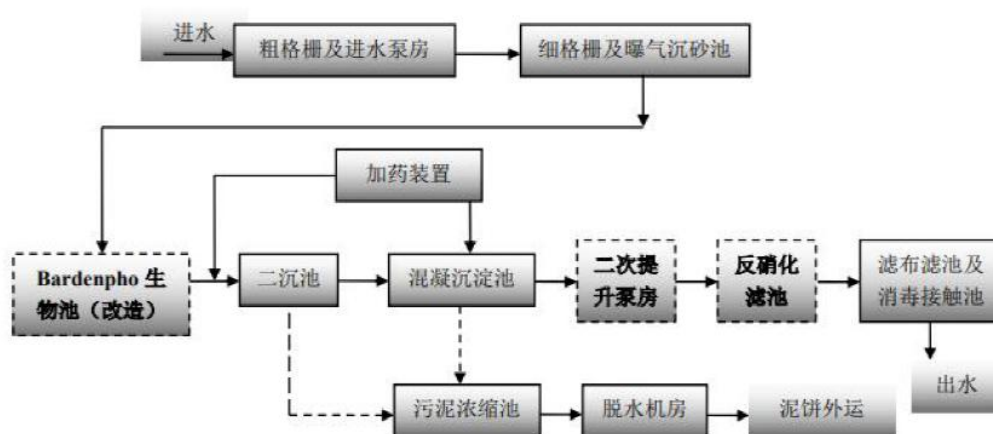 进水
粗格栅及进水泵房
细格栅及曝气沉砂池
加药装置
Bardenpho 生
物池（改造）
二沉池
混凝沉淀池
二次提
升泵房
反硝化
滤池
滤布滤池及
消毒接触池
出水
污泥浓缩池
脱水机房
泥饼外运